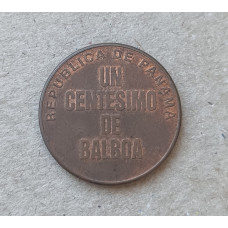 REPUBLICA DE PANAMA
UN
CENTESIMO
DE
BALBOA